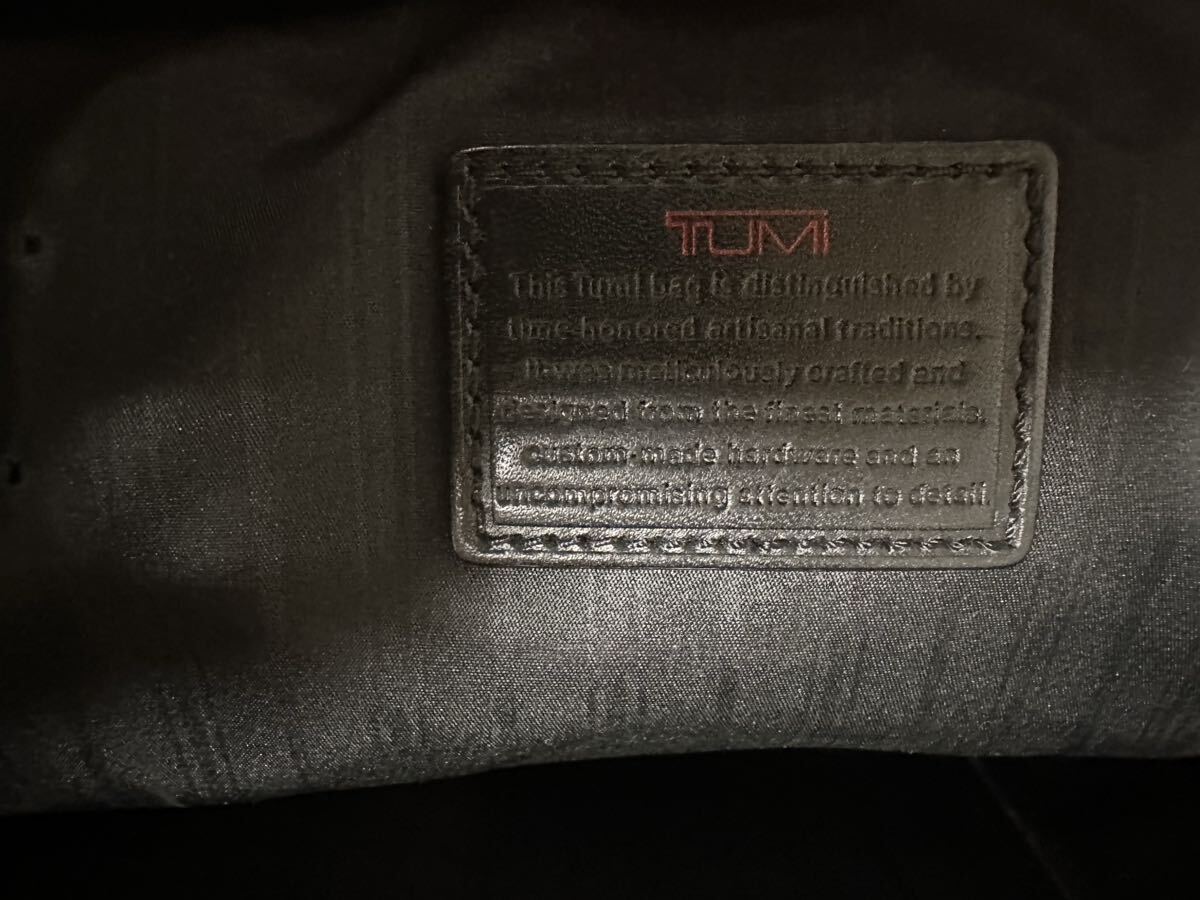 TUMI
This Tumi bag is distinguished by
time-honored artisanal traditions.
It was meticulously crafted and
designed from the finest materials,
custom-made hardware and an
uncompromising attention to detail.